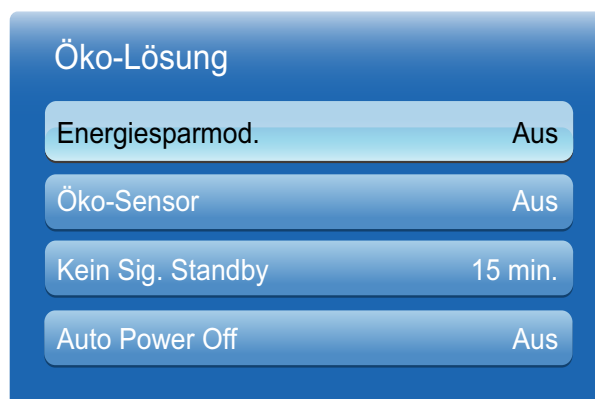 Öko-Lösung
Energiesparmod. Aus
Öko-Sensor Aus
Kein Sig. Standby 15 min.
Auto Power Off Aus